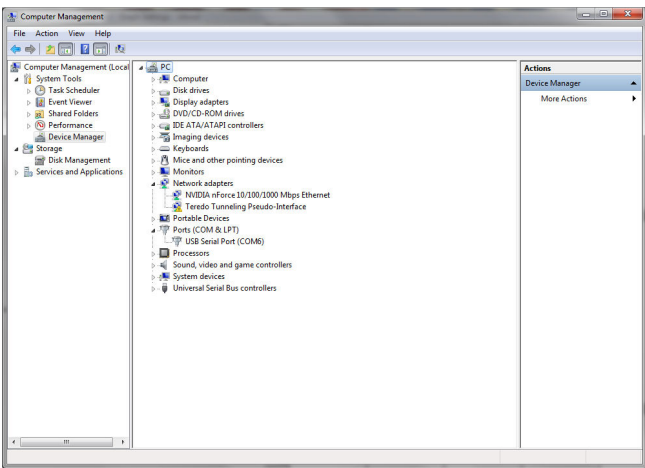 Computer Management
File Action View Help
Computer Management (Local
System Tools
Task Scheduler
Event Viewer
Shared Folders
Performance
Device Manager
Storage
Disk Management
Services and Applications
PC
Computer
Disk drives
Display adapters
DVD/CD-ROM drives
IDE ATA/ATAPI controllers
Imaging devices
Keyboards
Mice and other pointing devices
Monitors
Network adapters
NVIDIA nForce 10/100/1000 Mbps Ethernet
Teredo Tunneling Pseudo-Interface
Portable Devices
Ports (COM & LPT)
USB Serial Port (COM6)
Processors
Sound, video and game controllers
System devices
Universal Serial Bus controllers
Actions
Device Manager
More Actions